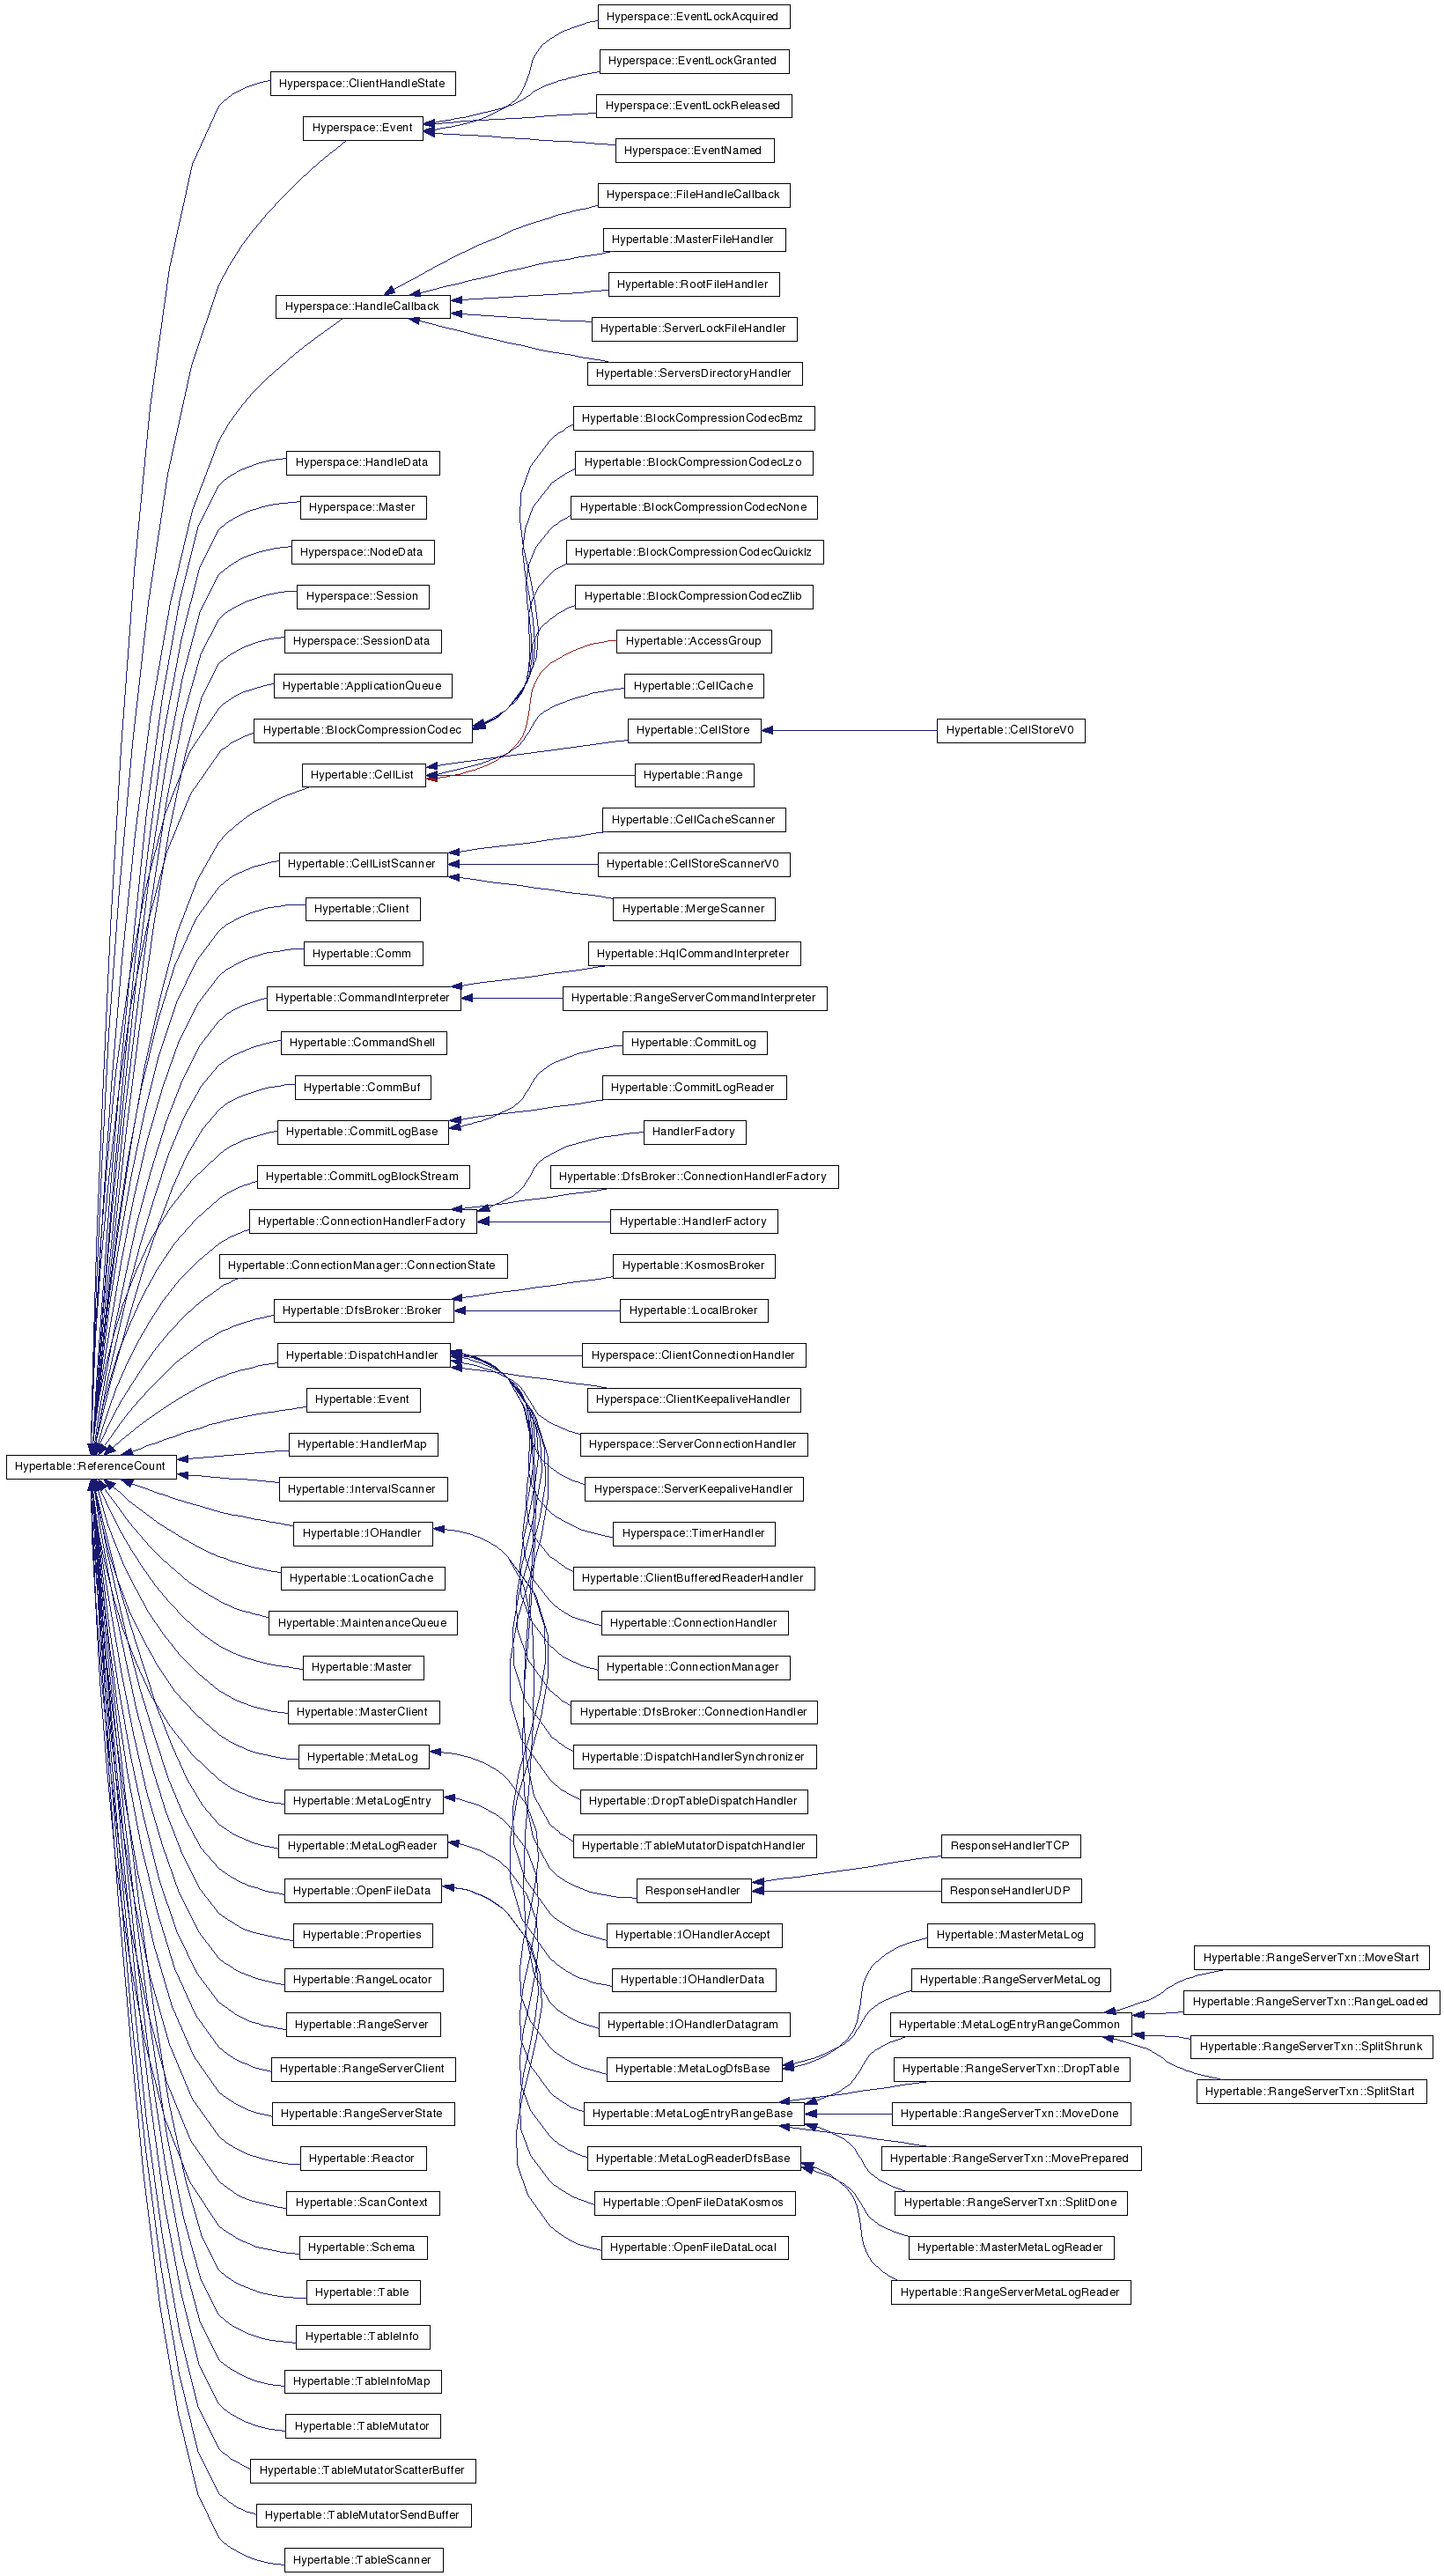 Hyperspace::EventLockAcquired
Hyperspace::EventLockGranted
Hyperspace::ClientHandleState
Hyperspace::EventLockReleased
Hyperspace::Event
Hyperspace::EventNamed
Hyperspace::FileHandleCallback
Hypertable::MasterFileHandler
Hypertable::RootFileHandler
Hyperspace::HandleCallback
Hypertable::ServerLockFileHandler
Hypertable::ServersDirectoryHandler
Hypertable::BlockCompressionCodecBmz
Hyperspace::HandleData
Hypertable::BlockCompressionCodecLzo
Hyperspace::Master
Hypertable::BlockCompressionCodecNone
Hyperspace::NodeData
Hypertable::BlockCompressionCodecQuicklz
Hyperspace::Session
Hypertable::BlockCompressionCodecZlib
Hyperspace::SessionData
Hypertable::AccessGroup
Hypertable::ApplicationQueue
Hypertable::CellCache
Hypertable::BlockCompressionCodec
Hypertable::CellStore
Hypertable::CellStoreV0
Hypertable::CellList
Hypertable::Range
Hypertable::CellCacheScanner
Hypertable::CellListScanner
Hypertable::CellStoreScannerV0
Hypertable::Client
Hypertable::MergeScanner
Hypertable::Comm
Hypertable::HqlCommandInterpreter
Hypertable::CommandInterpreter
Hypertable::RangeServerCommandInterpreter
Hypertable::CommandShell
Hypertable::CommitLog
Hypertable::CommBuf
Hypertable::CommitLogReader
Hypertable::CommitLogBase
HandlerFactory
Hypertable::CommitLogBlockStream
Hypertable::DfsBroker::ConnectionHandlerFactory
Hypertable::ConnectionHandlerFactory
Hypertable::HandlerFactory
Hypertable::ConnectionManager::ConnectionState
Hypertable::KosmosBroker
Hypertable::DfsBroker::Broker
Hypertable::LocalBroker
Hypertable::DispatchHandler
Hyperspace::ClientConnectionHandler
Hypertable::Event
Hyperspace::ClientKeepaliveHandler
Hypertable::HandlerMap
Hyperspace::ServerConnectionHandler
Hypertable::ReferenceCount
Hypertable::IntervalScanner
Hyperspace::ServerKeepaliveHandler
Hypertable::IOHandler
Hyperspace::TimerHandler
Hypertable::LocationCache
Hypertable::ClientBufferedReaderHandler
Hypertable::MaintenanceQueue
Hypertable::ConnectionHandler
Hypertable::Master
Hypertable::ConnectionManager
Hypertable::MasterClient
Hypertable::DfsBroker::ConnectionHandler
Hypertable::MetaLog
Hypertable::DispatchHandlerSynchronizer
Hypertable::MetaLogEntry
Hypertable::DropTableDispatchHandler
Hypertable::MetaLogReader
Hypertable::TableMutatorDispatchHandler
ResponseHandlerTCP
Hypertable::OpenFileData
ResponseHandler
ResponseHandlerUDP
Hypertable::Properties
Hypertable::IOHandlerAccept
Hypertable::MasterMetaLog
Hypertable::RangeServerTxn::MoveStart
Hypertable::RangeLocator
Hypertable::IOHandlerData
Hypertable::RangeServerMetaLog
Hypertable::RangeServerTxn::RangeLoaded
Hypertable::RangeServer
Hypertable::IOHandlerDatagram
Hypertable::MetaLogEntryRangeCommon
Hypertable::RangeServerTxn::SplitShrunk
Hypertable::RangeServerClient
Hypertable::MetaLogDfsBase
Hypertable::RangeServerTxn::DropTable
Hypertable::RangeServerTxn::SplitStart
Hypertable::RangeServerState
Hypertable::MetaLogEntryRangeBase
Hypertable::RangeServerTxn::MoveDone
Hypertable::Reactor
Hypertable::MetaLogReaderDfsBase
Hypertable::RangeServerTxn::MovePrepared
Hypertable::ScanContext
Hypertable::OpenFileDataKosmos
Hypertable::RangeServerTxn::SplitDone
Hypertable::Schema
Hypertable::OpenFileDataLocal
Hypertable::MasterMetaLogReader
Hypertable::Table
Hypertable::RangeServerMetaLogReader
Hypertable::TableInfo
Hypertable::TableInfoMap
Hypertable::TableMutator
Hypertable::TableMutatorScatterBuffer
Hypertable::TableMutatorSendBuffer
Hypertable::TableScanner